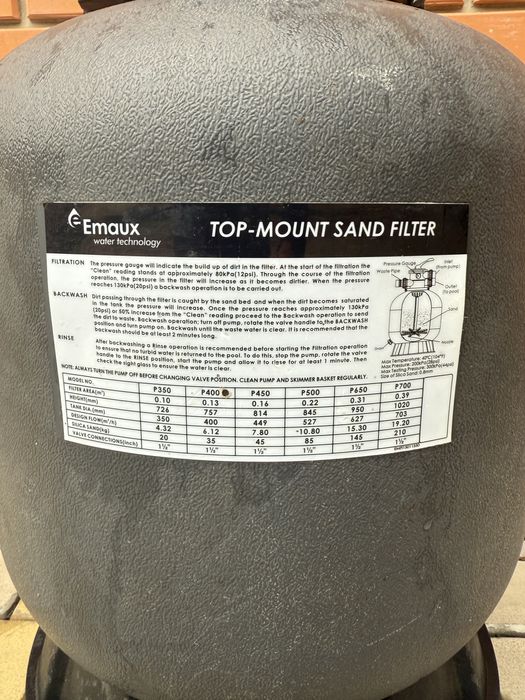 Emaux
water technology
TOP-MOUNT SAND FILTER
FILTRATION The pressure gauge will indicate the build up of dirt in the filter. At the start of the filtration the
"Clean" reading stands at approximately 80kPa(12psi). Through the course of the filtration
operation, the pressure in the filter will increase as it becomes dirtier. When the pressure
reaches 130kPa(20psi) a backwash operation is to be carried out.
BACKWASH Dirt passing through the filter is caught by the sand bed and when the dirt becomes saturated
in the tank the pressure will increase. Once the pressure reaches approximately 130kPa
(20psi) or 50% increase from the "Clean" reading proceed to the Backwash operation to send
the dirt to waste. Backwash operation; turn off pump, rotate the valve handle to the BACKWASH
position and turn pump on. Backwash until the waste water is clear. It is recommended that the
backwash should be at least 2 minutes long.
RINSE After backwashing a Rinse operation is recommended before starting the Filtration operation
to ensure that no turbid water is returned to the pool. To do this, stop the pump, rotate the valve
handle to the RINSE position, start the pump and allow it to rinse for at least 1 minute. Then
Check the sight glass to ensure the water is clear.
NOTE: ALWAYS TURN THE PUMP OFF BEFORE CHANGING VALVE POSITION. CLEAN PUMP AND SKIMMER BASKET REGULARLY.
Pressure Gauge
Inlet
(from pump)
Waste Pipe
Outlet
(To pool)
Sand
Max Temperature: 40°C(104°F)
Max Pressure: 200kPa(28psi)
Max Testing Pressure: 300kPa(44psi)
Size of Silica Sand: 0.8mm
MODEL NO. P350 P400 P450 P500 P650 P700
FILTER AREA(m²) 0.10 0.13 0.16 0.22 0.31 0.39
HEIGHT(mm) 726 757 814 845 950 1020
TANK DIA.(mm) 350 400 449 527 627 703
DESIGN FLOW(m³/h) 4.32 6.12 7.80 10.80 15.30 19.20
SILICA SAND(kg) 20 35 45 85 145 210
VALVE CONNECTIONS(inch) 1½" 1½" 1½" 1½" 1½" 1½"